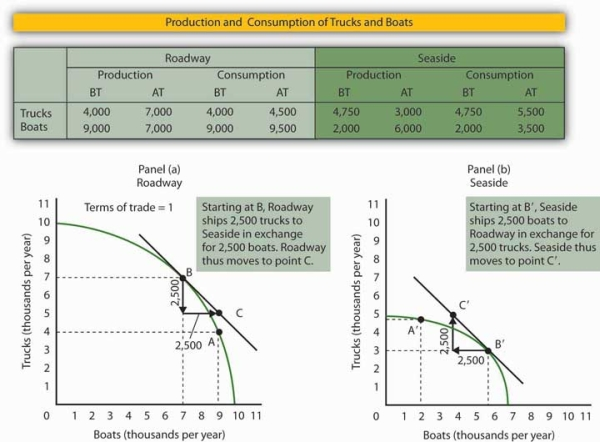 Production and Consumption of Trucks and Boats
Roadway Seaside
Production Consumption Production Consumption
BT AT BT AT BT AT BT AT
Trucks 4,000 7,000 4,000 4,500 4,750 3,000 4,750 5,500
Boats 9,000 7,000 9,000 9,500 2,000 6,000 2,000 3,500
Panel (a)
Roadway
Terms of trade = 1
Starting at B, Roadway
ships 2,500 trucks to
Seaside in exchange
for 2,500 boats. Roadway
thus moves to point C.
Trucks (thousands per year)
11
10
9
8
7
6
5
4
3
2
1
B
2,500
C
2,500
A
0 1 2 3 4 5 6 7 8 9 10 11
Boats (thousands per year)
Panel (b)
Seaside
Starting at B′, Seaside
ships 2,500 boats to
Roadway in exchange for
2,500 trucks. Seaside thus
moves to point C′.
Trucks (thousands per year)
11
10
9
8
7
6
5
4
3
2
1
C′
A′
2,500
B′
2,500
0 1 2 3 4 5 6 7 8 9 10 11
Boats (thousands per year)